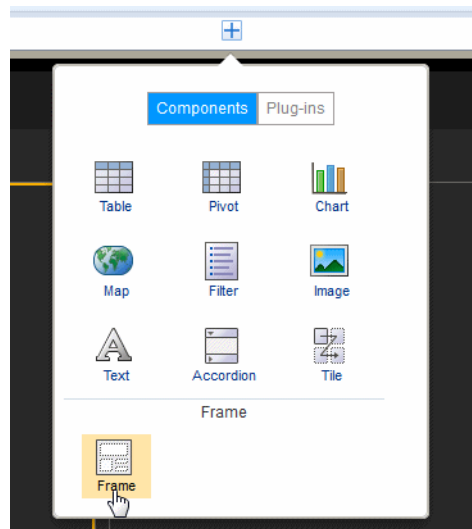 Components Plug-ins
Table Pivot Chart
Map Filter Image
Text Accordion Tile
Frame
Frame